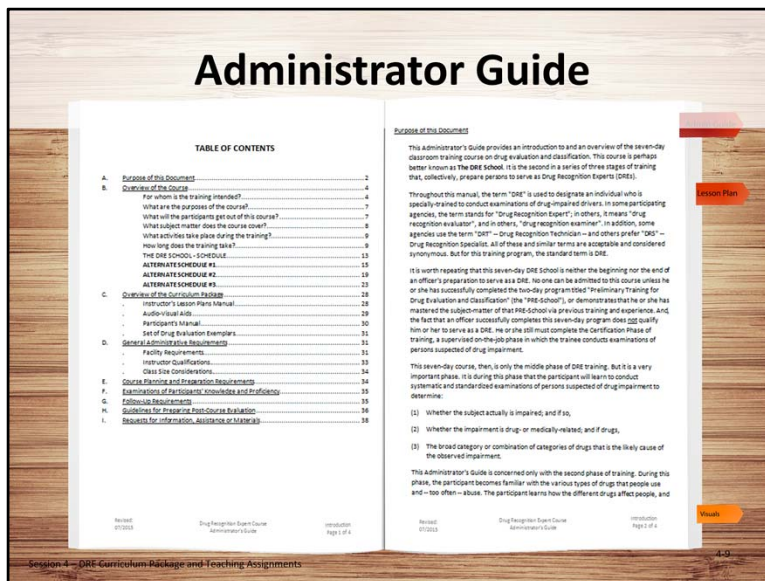 Administrator Guide
TABLE OF CONTENTS
A. Purpose of this Document 2
B. Overview of the Course 4
For whom is the training intended? 4
What are the purposes of the course? 7
What will the participants get out of this course? 7
What subject matter does the course cover? 8
What activities take place during the training? 9
How long does the training take? 9
THE DRE SCHOOL - SCHEDULE 13
ALTERNATE SCHEDULE #1 15
ALTERNATE SCHEDULE #2 19
ALTERNATE SCHEDULE #3 23
C. Overview of the Curriculum Package 28
. Instructor's Lesson Plans Manual 28
. Audio-Visual Aids 29
. Participant's Manual 30
. Set of Drug Evaluation Exemplars 31
D. General Administrative Requirements 31
. Facility Requirements 31
. Instructor Qualifications 33
. Class Size Considerations 34
E. Course Planning and Preparation Requirements 34
F. Examinations of Participants' Knowledge and Proficiency 35
G. Follow-Up Requirements 35
H. Guidelines for Preparing Post-Course Evaluation 36
I. Requests for Information, Assistance or Materials 38
Revised:
07/2015
Drug Recognition Expert Course
Administrator's Guide
Introduction
Page 1 of 4
Purpose of this Document
This Administrator's Guide provides an introduction to and an overview of the seven-day
classroom training course on drug evaluation and classification. This course is perhaps
better known as The DRE School. It is the second in a series of three stages of training
that, collectively, prepare persons to serve as Drug Recognition Experts (DREs).
Throughout this manual, the term "DRE" is used to designate an individual who is
specially-trained to conduct examinations of drug-impaired drivers. In some participating
agencies, the term stands for "Drug Recognition Expert"; in others, it means "drug
recognition evaluator", and in others, "drug recognition examiner". In addition, some
agencies use the term "DRT" -- Drug Recognition Technician -- and others prefer "DRS" --
Drug Recognition Specialist. All of these and similar terms are acceptable and considered
synonymous. But for this training program, the standard term is DRE.
It is worth repeating that this seven-day DRE School is neither the beginning nor the end of
an officer's preparation to serve as a DRE. No one can be admitted to this course unless he
or she has successfully completed the two-day program titled "Preliminary Training for
Drug Evaluation and Classification" (the "PRE-School"), or demonstrates that he or she has
mastered the subject-matter of that PRE-School via previous training and experience. And,
the fact that an officer successfully completes this seven-day program does not qualify
him or her to serve as a DRE. He or she still must complete the Certification Phase of
training, a supervised on-the-job phase in which the trainee conducts examinations of
persons suspected of drug impairment.
This seven-day course, then, is only the middle phase of DRE training. But it is a very
important phase. It is during this phase that the participant will learn to conduct
systematic and standardized examinations of persons suspected of drug impairment to
determine:
(1) Whether the subject actually is impaired; and if so,
(2) Whether the impairment is drug- or medically-related; and if drugs,
(3) The broad category or combination of categories of drugs that is the likely cause of
the observed impairment.
This Administrator's Guide is concerned only with the second phase of training. During this
phase, the participant becomes familiar with the various types of drugs that people use
and -- too often -- abuse. The participant learns how the different drugs affect people, and
Revised:
07/2015
Drug Recognition Expert Course
Administrator's Guide
Introduction
Page 2 of 4
Lesson Plan
Visuals
Session 4 – DRE Curriculum Package and Teaching Assignments
4-9